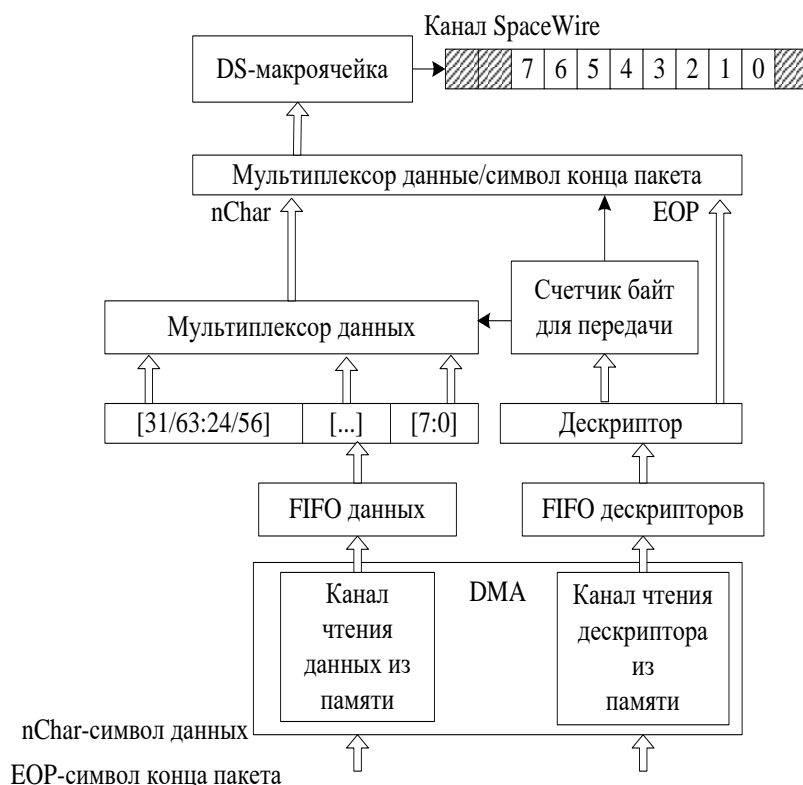 Канал SpaceWire
DS-макроячейка
7 6 5 4 3 2 1 0
Мультиплексор данные/символ конца пакета
nChar
EOP
Счетчик байт
для передачи
Мультиплексор данных
[31/63:24/56] [...] [7:0]
Дескриптор
FIFO данных
FIFO дескрипторов
DMA
Канал
чтения
данных из
памяти
Канал чтения
дескриптора
из
памяти
nChar-символ данных
EOP-символ конца пакета